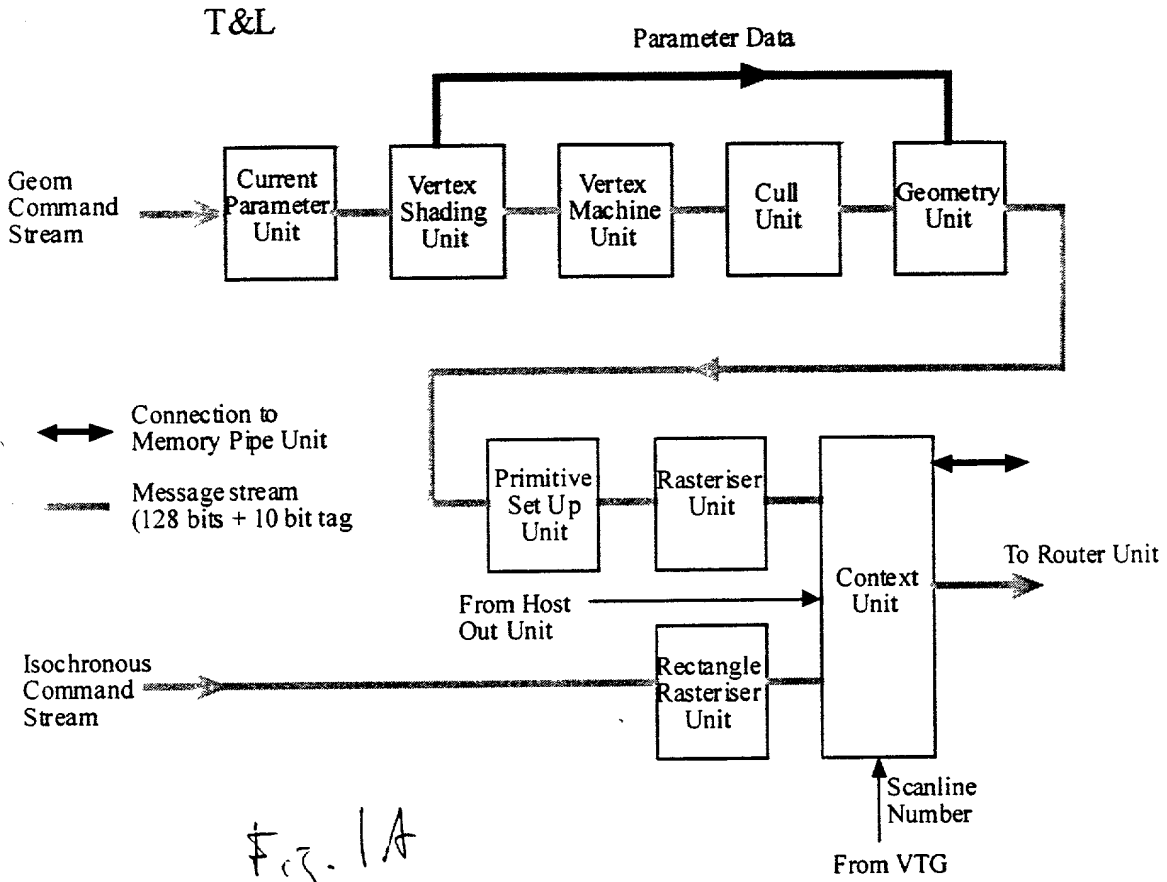 T&L
Parameter Data
Geom
Command
Stream
Current
Parameter
Unit
Vertex
Shading
Unit
Vertex
Machine
Unit
Cull
Unit
Geometry
Unit
Connection to
Memory Pipe Unit
Message stream
(128 bits + 10 bit tag
Primitive
Set Up
Unit
Rasteriser
Unit
Context
Unit
To Router Unit
From Host
Out Unit
Isochronous
Command
Stream
Rectangle
Rasteriser
Unit
Scanline
Number
From VTG
Fig. 1A